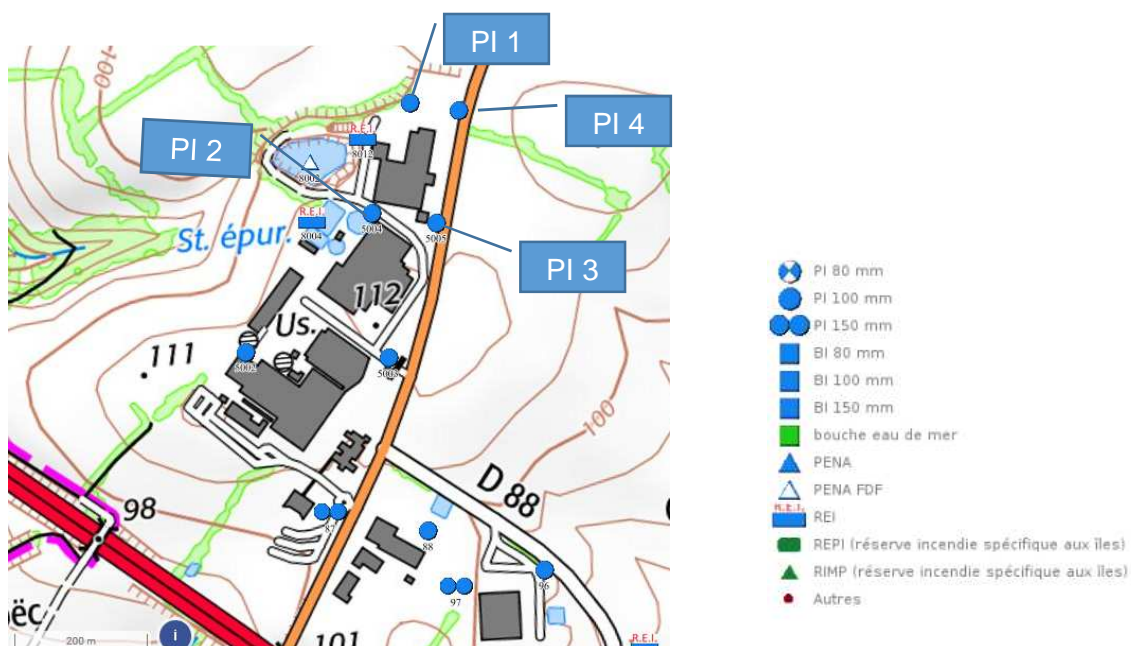 PI 1
100
PI 4
PI 2
R.E.I.
8012
8002
R.E.I.
8004
5004
5005
St. épur.
PI 3
112
Us.
111
5002
5003
100
D 88
98
87
88
96
97
ëc
101
200 m
i
R.E.I.
PI 80 mm
PI 100 mm
PI 150 mm
BI 80 mm
BI 100 mm
BI 150 mm
bouche eau de mer
PENA
PENA FDF
R.E.I.
REI
REPI (réserve incendie spécifique aux îles)
RIMP (réserve incendie spécifique aux îles)
Autres